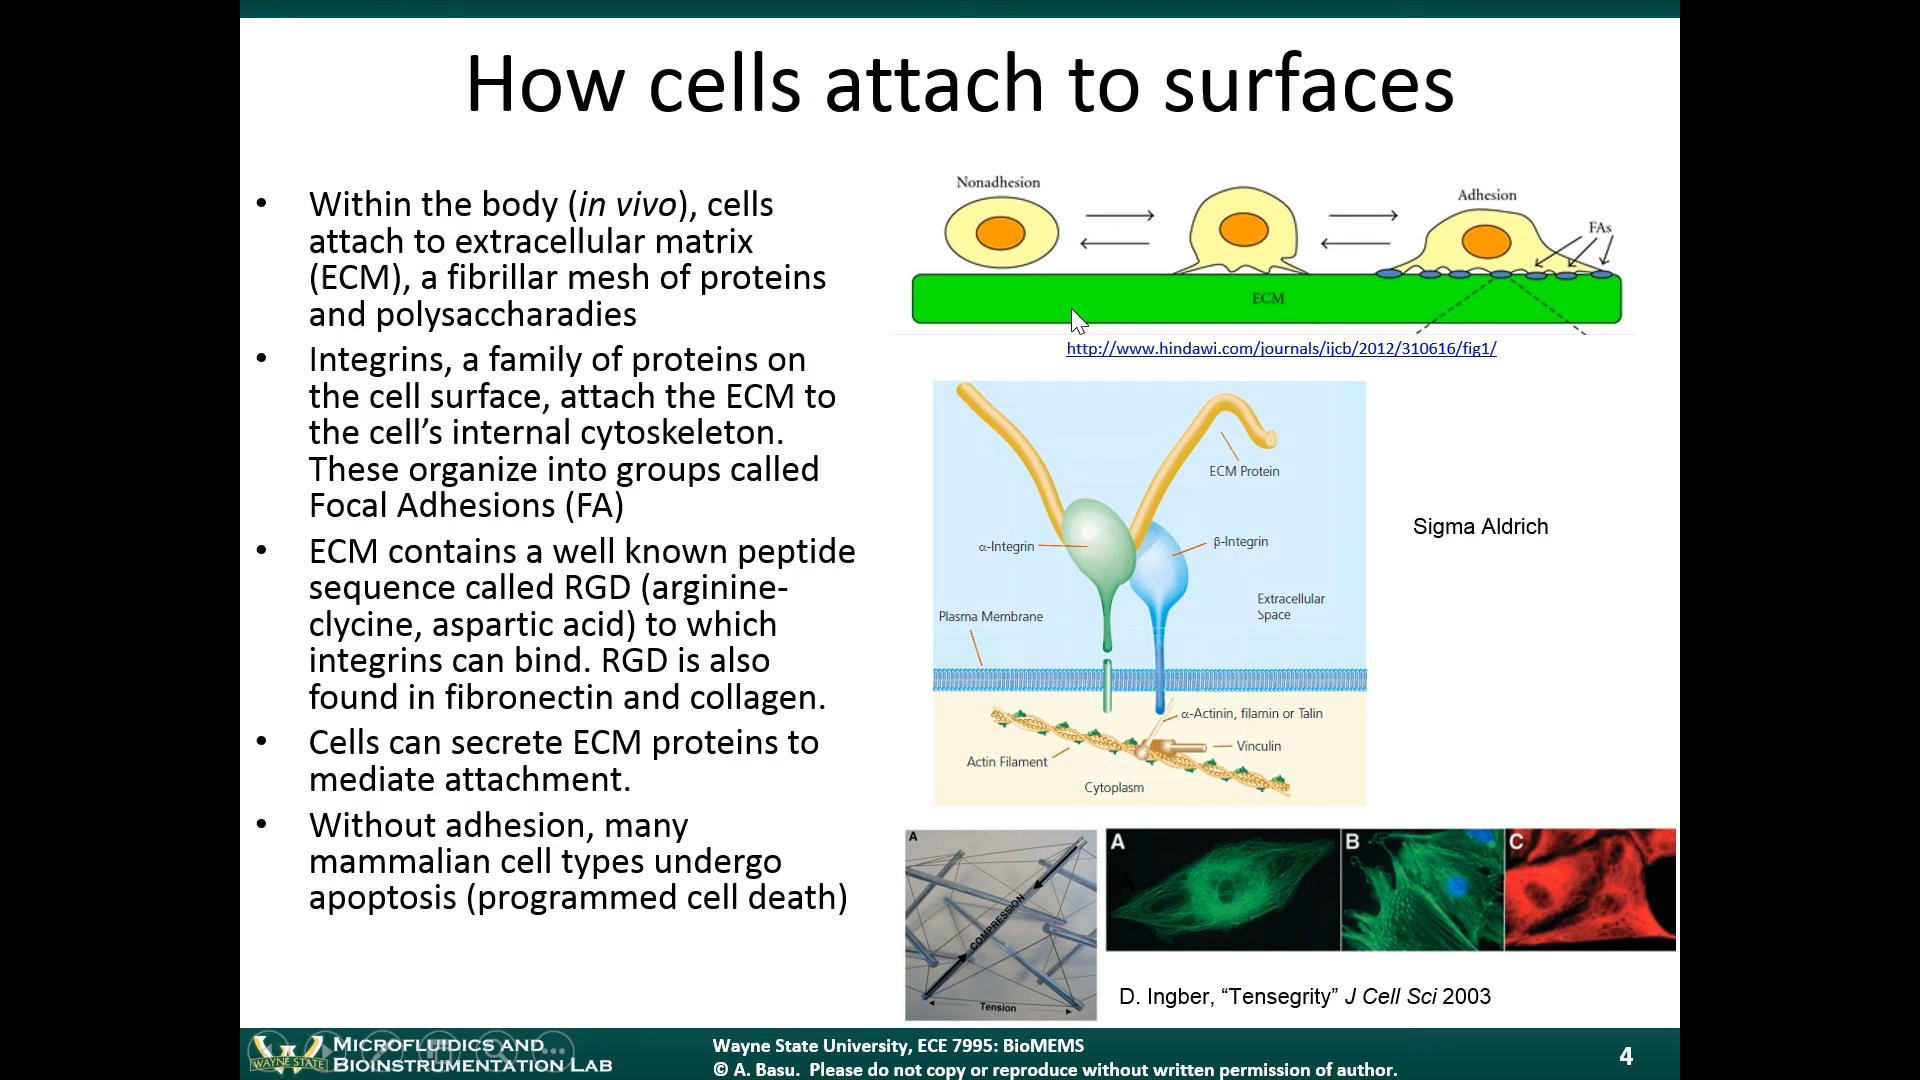 How cells attach to surfaces
• Within the body (in vivo), cells
attach to extracellular matrix
(ECM), a fibrillar mesh of proteins
and polysaccharadies
• Integrins, a family of proteins on
the cell surface, attach the ECM to
the cell’s internal cytoskeleton.
These organize into groups called
Focal Adhesions (FA)
• ECM contains a well known peptide
sequence called RGD (arginine-
clycine, aspartic acid) to which
integrins can bind. RGD is also
found in fibronectin and collagen.
• Cells can secrete ECM proteins to
mediate attachment.
• Without adhesion, many
mammalian cell types undergo
apoptosis (programmed cell death)
Nonadhesion
Adhesion
FAs
ECM
http://www.hindawi.com/journals/ijcb/2012/310616/fig1/
ECM Protein
α-Integrin
β-Integrin
Extracellular
Space
Plasma Membrane
α-Actinin, filamin or Talin
Vinculin
Actin Filament
Cytoplasm
Sigma Aldrich
A
COMPRESSION
Tension
A
B
C
D. Ingber, “Tensegrity” J Cell Sci 2003
WAYNE STATE
MICROFLUIDICS AND
BIOINSTRUMENTATION LAB
Wayne State University, ECE 7995: BioMEMS
© A. Basu. Please do not copy or reproduce without written permission of author.
4